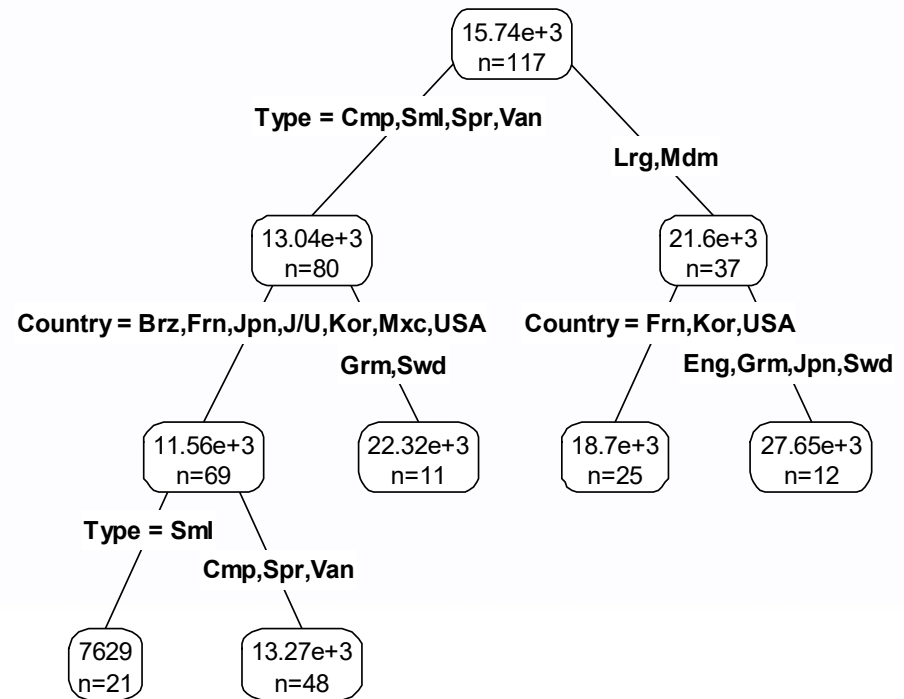 15.74e+3
n=117
Type = Cmp,Sml,Spr,Van
Lrg,Mdm
13.04e+3
n=80
21.6e+3
n=37
Country = Brz,Frn,Jpn,J/U,Kor,Mxc,USA
Country = Frn,Kor,USA
Grm,Swd
Eng,Grm,Jpn,Swd
11.56e+3
n=69
22.32e+3
n=11
18.7e+3
n=25
27.65e+3
n=12
Type = Sml
Cmp,Spr,Van
7629
n=21
13.27e+3
n=48